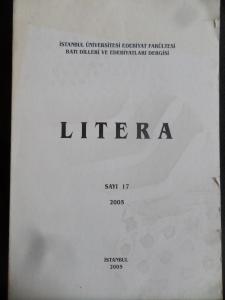 İSTANBUL ÜNİVERSİTESİ EDEBİYAT FAKÜLTESİ
BATI DİLLERİ VE EDEBİYATLARI DERGİSİ
LITERA
SAYI 17
2005
İSTANBUL
2005